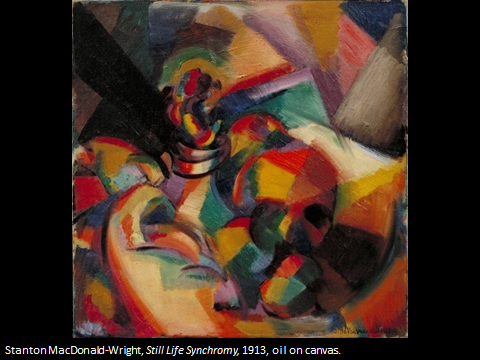 Stanton MacDonald-Wright, Still Life Synchromy, 1913, oil on canvas.